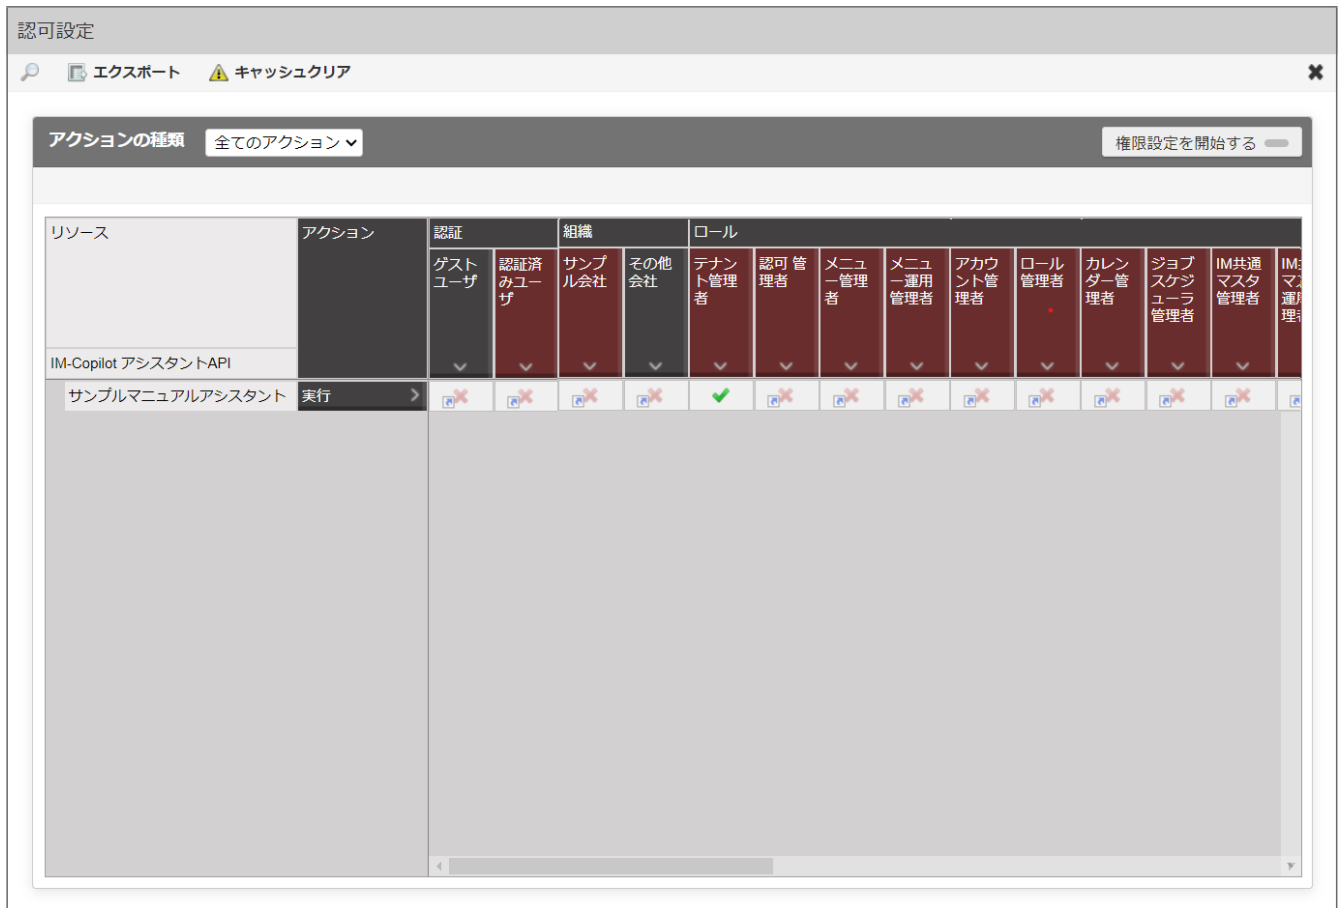 認可設定
エクスポート キャッシュクリア
アクションの種類 全てのアクション 権限設定を開始する
リソース アクション 認証 組織 ロール
ゲスト
ユーザ
認証済
みユー
ザ
サンプ
ル会社
その他
会社
テナン
ト管理
者
認可 管
理者
メニュ
ー管理
者
メニュ
ー運用
管理者
アカウ
ント管
理者
ロール
管理者
カレン
ダー管
理者
ジョブ
スケジ
ューラ
管理者
IM共通
マスタ
管理者
IM-Copilot アシスタントAPI
サンプルマニュアルアシスタント 実行